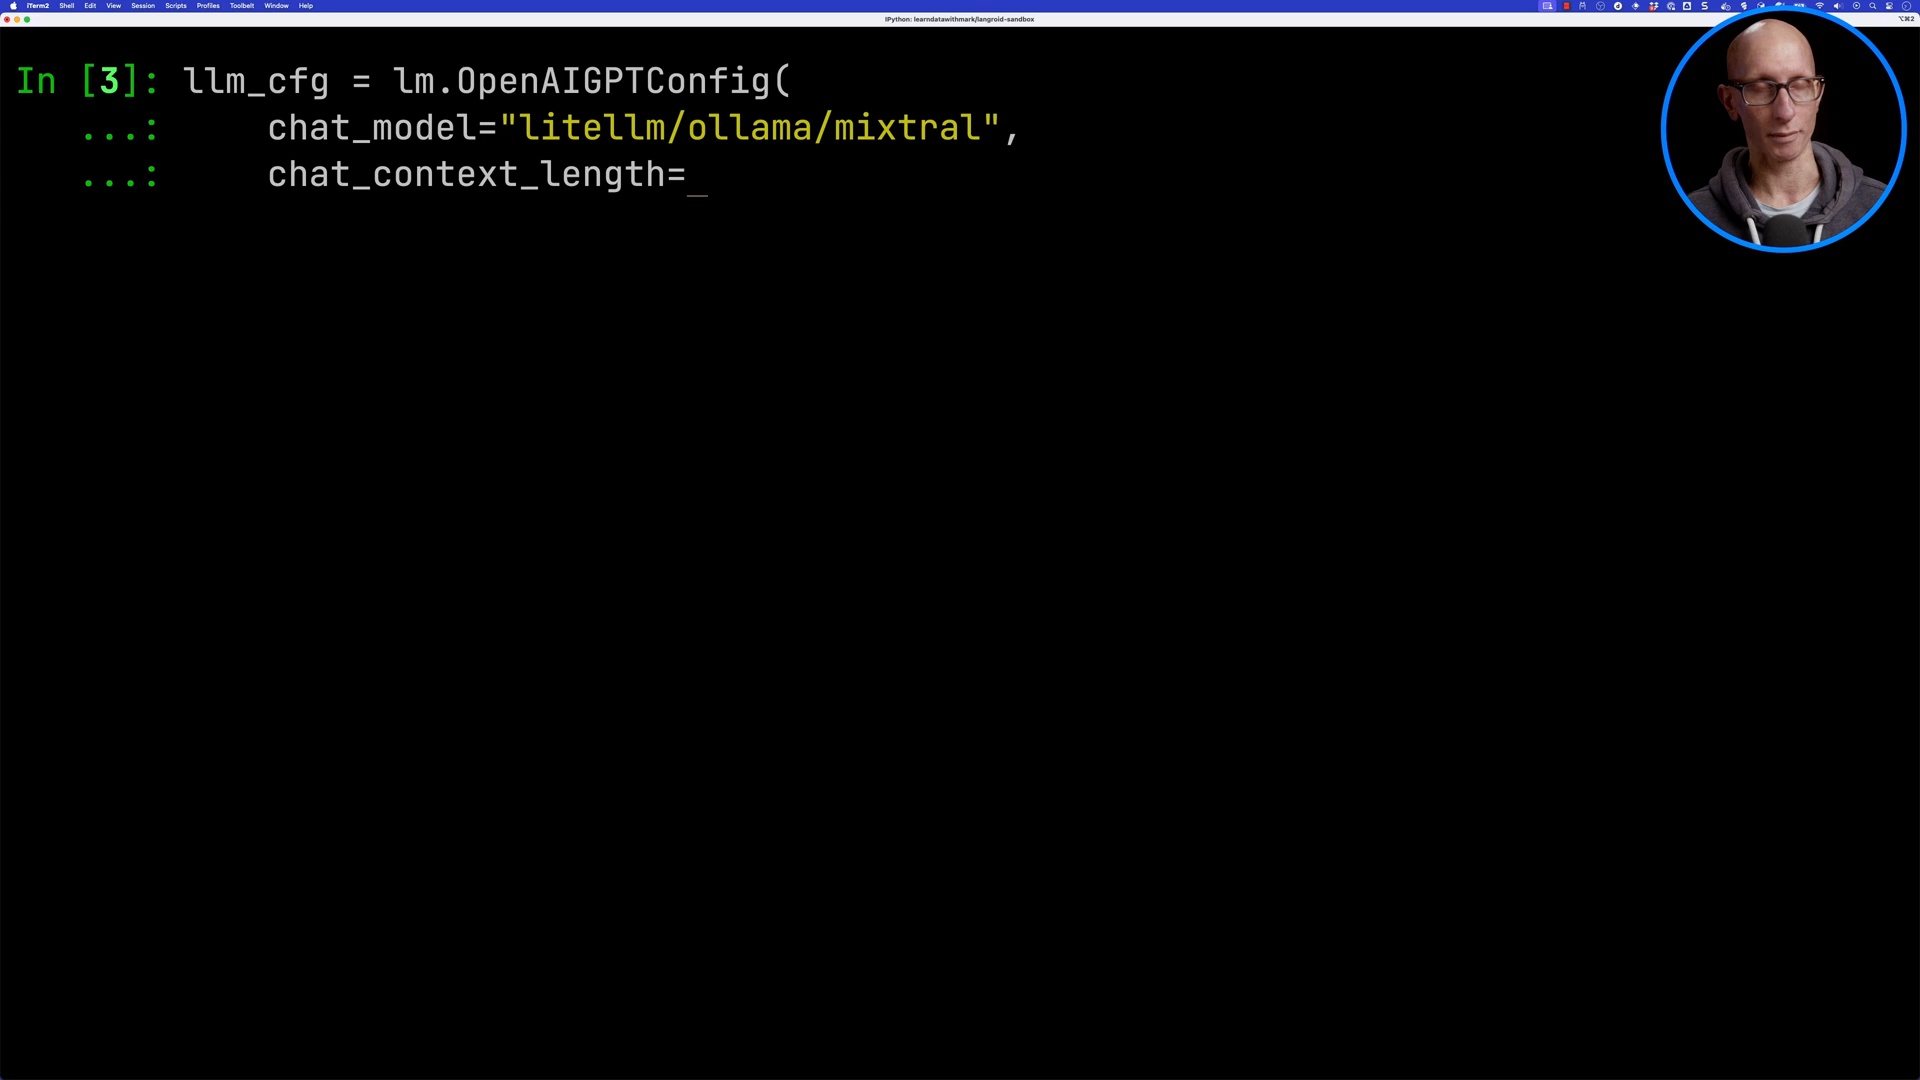 iTerm2 Shell Edit View Session Scripts Profiles Toolbelt Window Help
IPython: learndatawithmark/langroid-sandbox
⌥⌘2
In [3]: llm_cfg = lm.OpenAIGPTConfig(
...: chat_model="litellm/ollama/mixtral",
...: chat_context_length=_